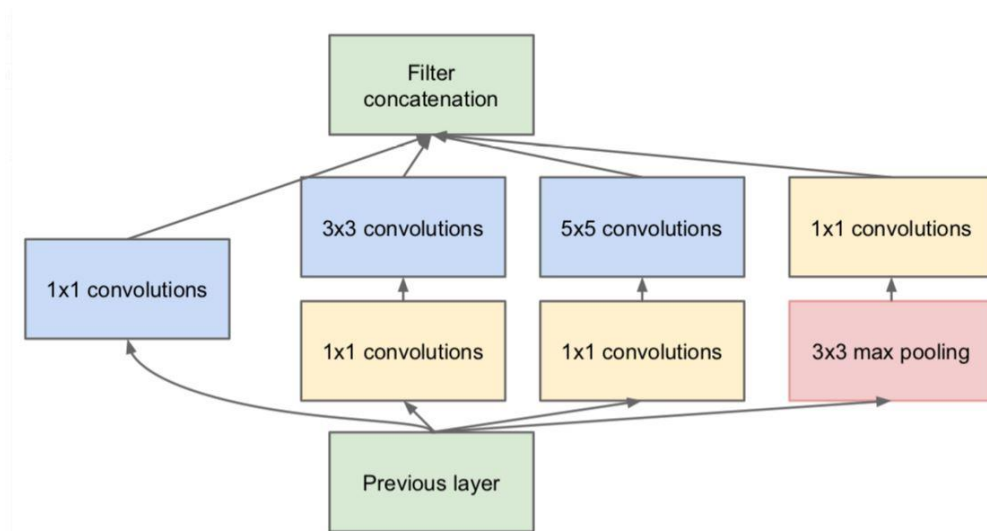 Filter
concatenation
3x3 convolutions
5x5 convolutions
1x1 convolutions
1x1 convolutions
1x1 convolutions
1x1 convolutions
3x3 max pooling
Previous layer